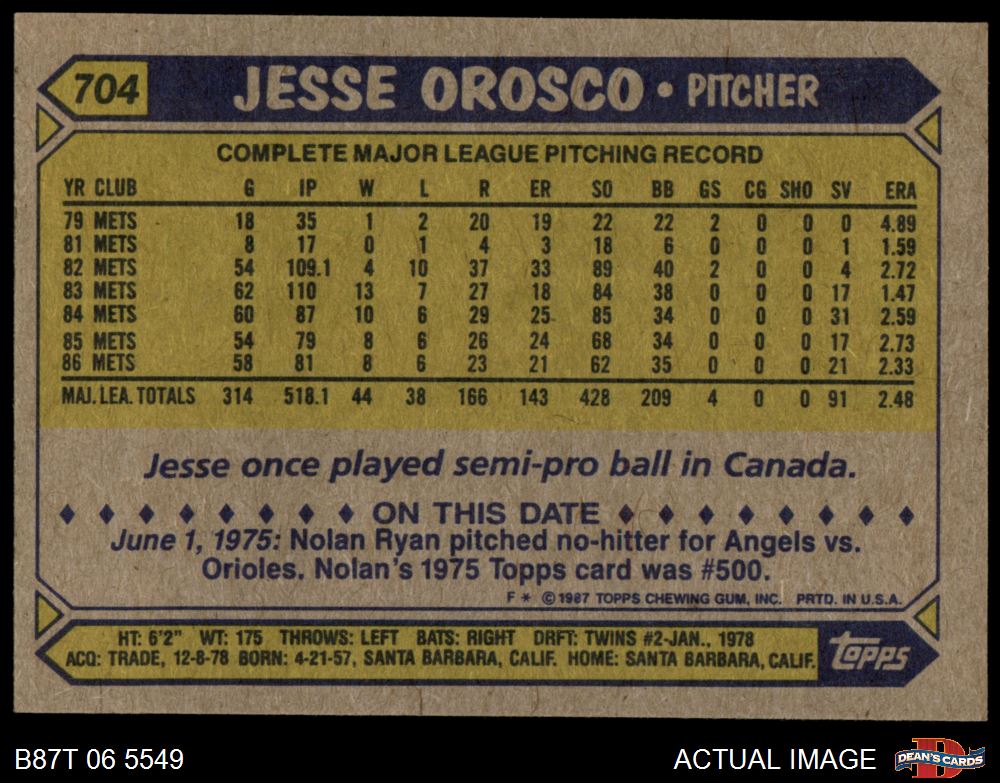 704 JESSE OROSCO • PITCHER
COMPLETE MAJOR LEAGUE PITCHING RECORD
YR CLUB G IP W L R ER SO BB GS CG SHO SV ERA
79 METS 18 35 1 2 20 19 22 22 2 0 0 0 4.89
81 METS 8 17 0 1 4 3 18 6 0 0 0 1 1.59
82 METS 54 109.1 4 10 37 33 89 40 2 0 0 4 2.72
83 METS 62 110 13 7 27 18 84 38 0 0 0 17 1.47
84 METS 60 87 10 6 29 25 85 34 0 0 0 31 2.59
85 METS 54 79 8 6 26 24 68 34 0 0 0 17 2.73
86 METS 58 81 8 6 23 21 62 35 0 0 0 21 2.33
MAJ. LEA. TOTALS 314 518.1 44 38 166 143 428 209 4 0 0 91 2.48
Jesse once played semi-pro ball in Canada.
ON THIS DATE
June 1, 1975: Nolan Ryan pitched no-hitter for Angels vs.
Orioles. Nolan's 1975 Topps card was #500.
F * © 1987 TOPPS CHEWING GUM, INC. PRTD. IN U.S.A.
HT: 6'2" WT: 175 THROWS: LEFT BATS: RIGHT DRFT: TWINS #2-JAN., 1978
ACQ: TRADE, 12-8-78 BORN: 4-21-57, SANTA BARBARA, CALIF. HOME: SANTA BARBARA, CALIF.
topps
B87T 06 5549 ACTUAL IMAGE DEAN'S CARDS